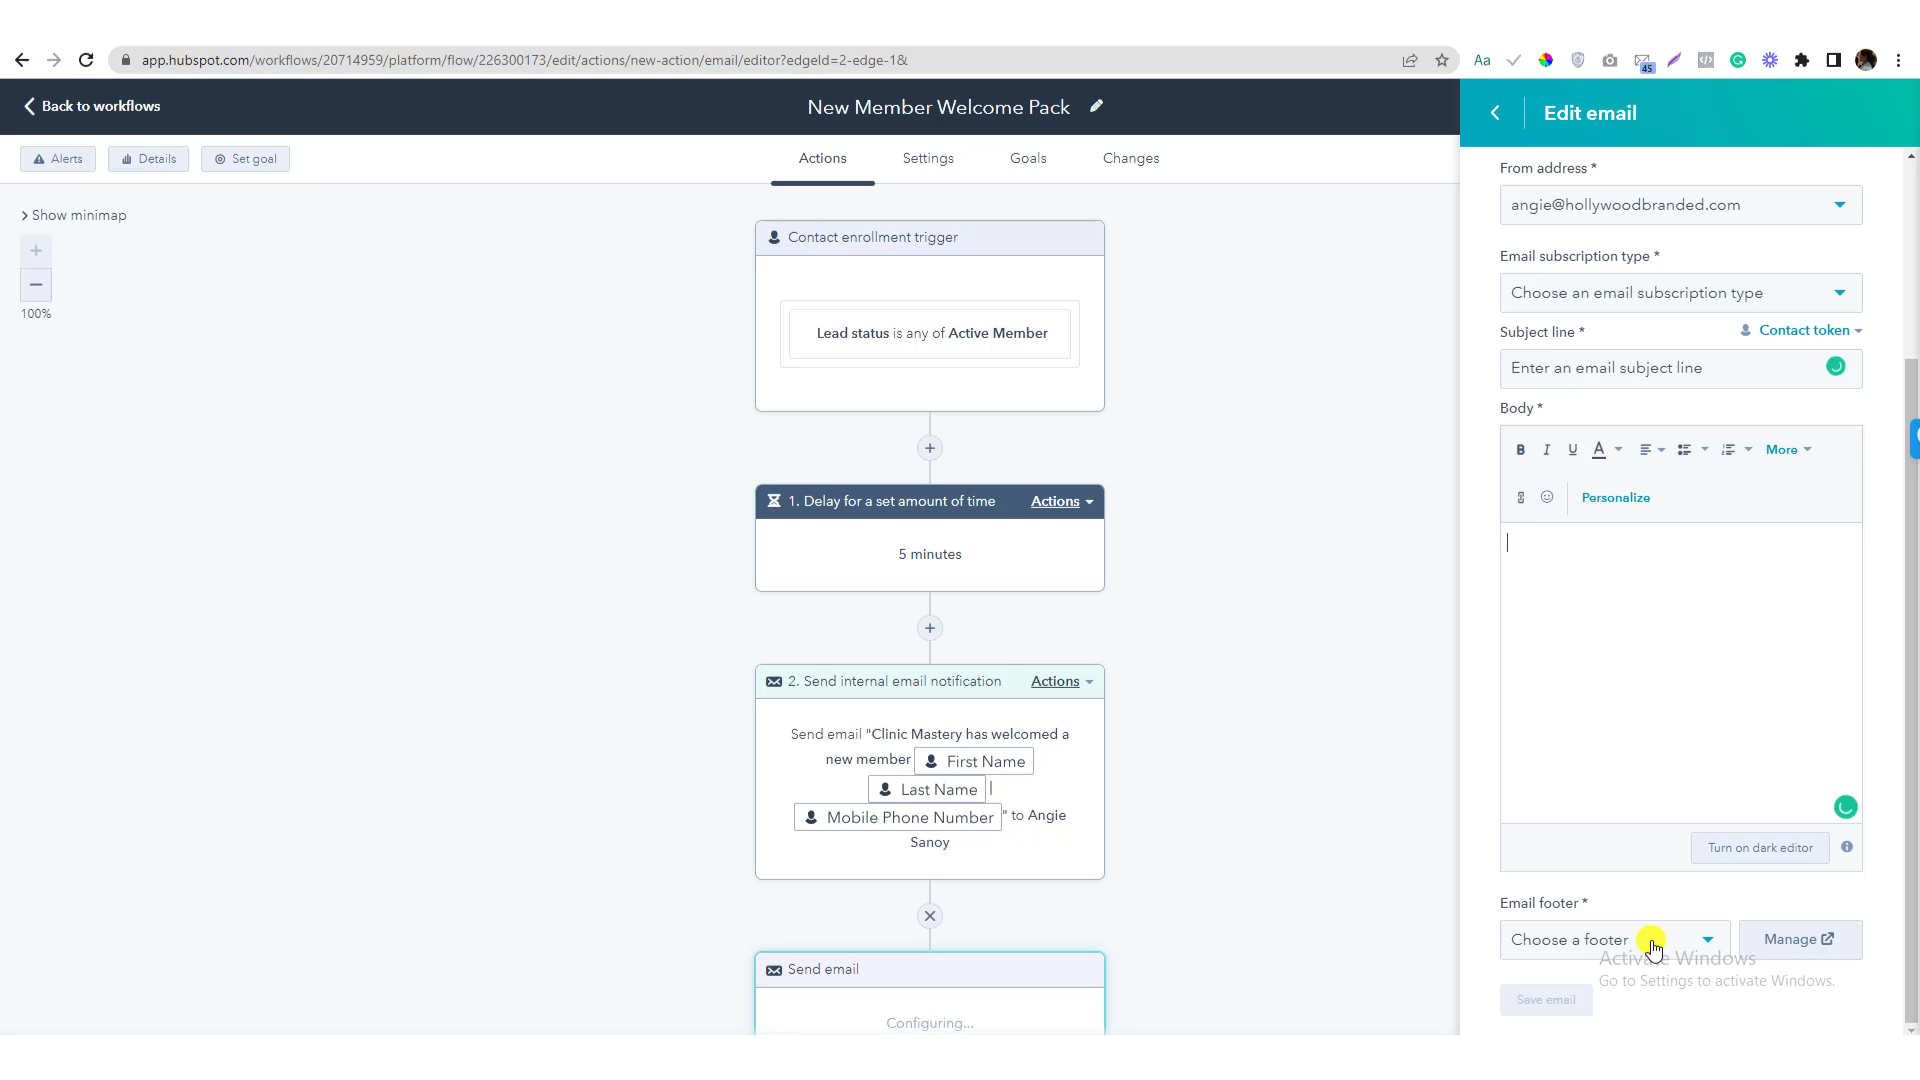 app.hubspot.com/workflows/20714959/platform/flow/226300173/edit/actions/new-action/email/editor?edgeId=2-edge-1&
Aa
45
Back to workflows
New Member Welcome Pack
Edit email
Alerts
Details
Set goal
Actions
Settings
Goals
Changes
Show minimap
100%
Contact enrollment trigger
Lead status is any of Active Member
1. Delay for a set amount of time
Actions
5 minutes
2. Send internal email notification
Actions
Send email "Clinic Mastery has welcomed a
new member First Name
Last Name |
Mobile Phone Number " to Angie
Sanoy
Send email
Configuring...
From address *
angie@hollywoodbranded.com
Email subscription type *
Choose an email subscription type
Subject line *
Contact token
Enter an email subject line
Body *
B I U A
More
Personalize
Turn on dark editor
Email footer *
Choose a footer
Manage
Activate Windows
Go to Settings to activate Windows.
Save email